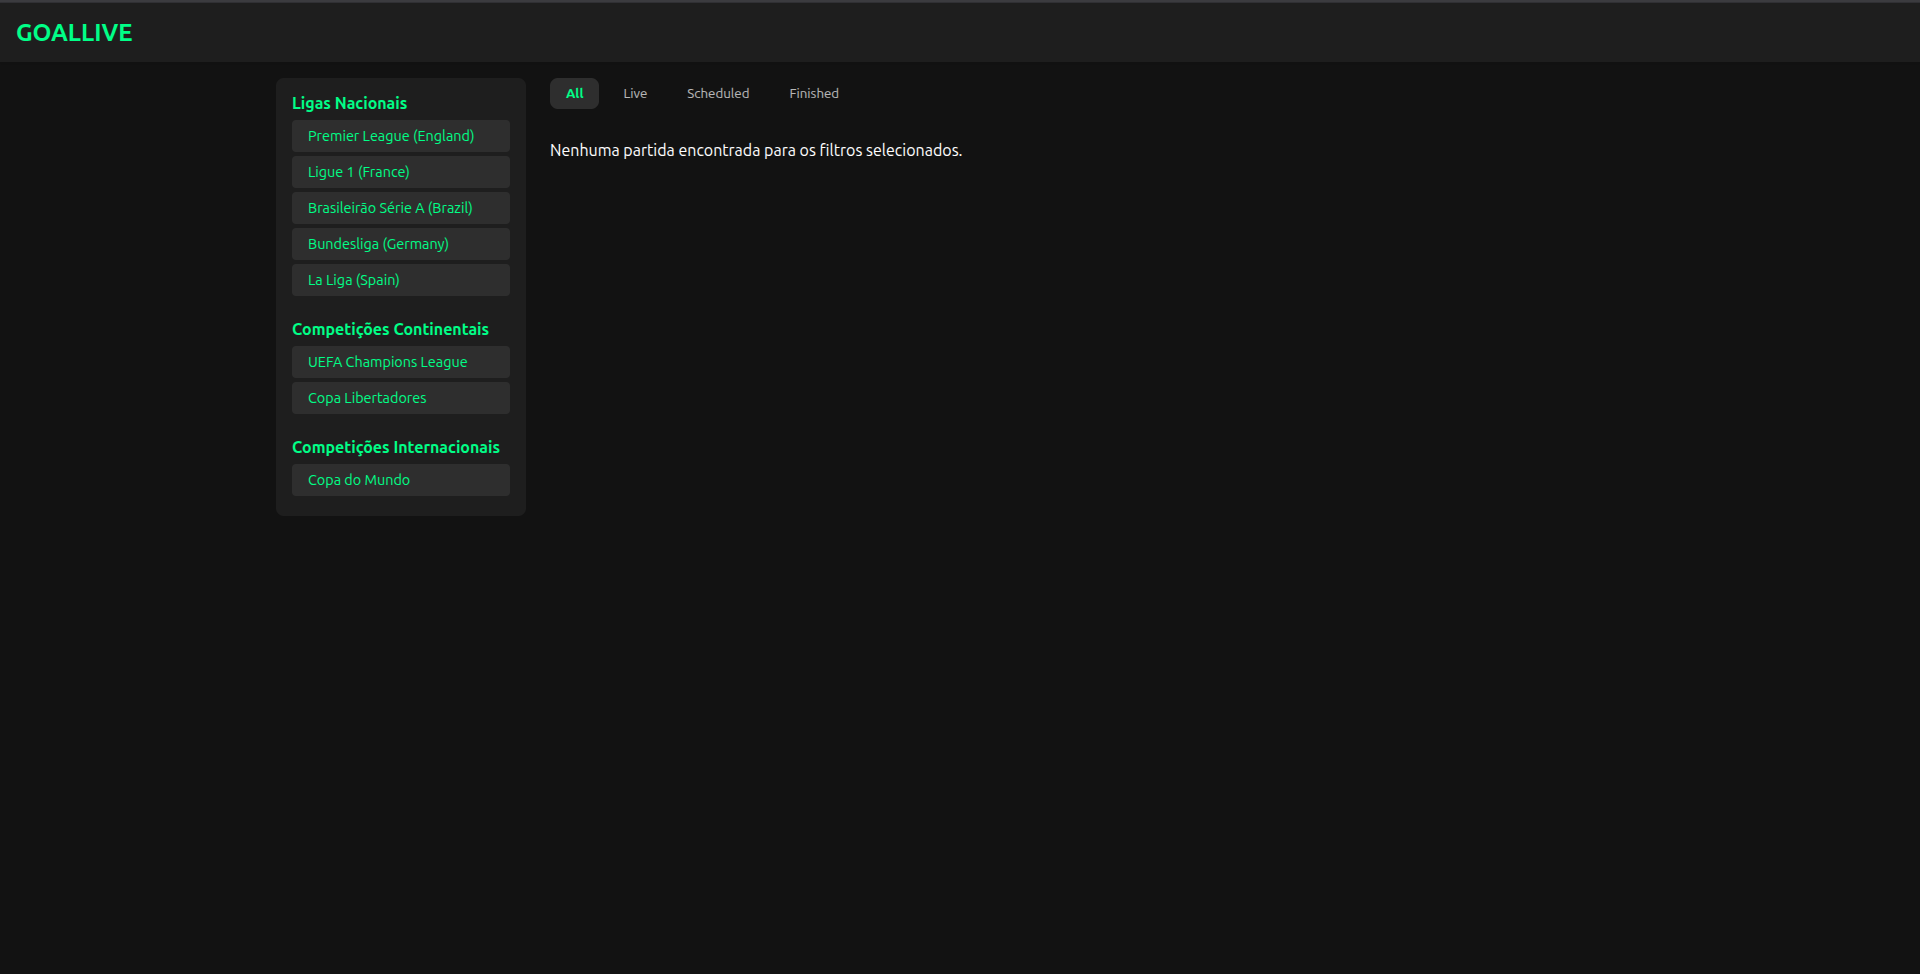 GOALLIVE
Ligas Nacionais
Premier League (England)
Ligue 1 (France)
Brasileirão Série A (Brazil)
Bundesliga (Germany)
La Liga (Spain)
Competições Continentais
UEFA Champions League
Copa Libertadores
Competições Internacionais
Copa do Mundo
All Live Scheduled Finished
Nenhuma partida encontrada para os filtros selecionados.